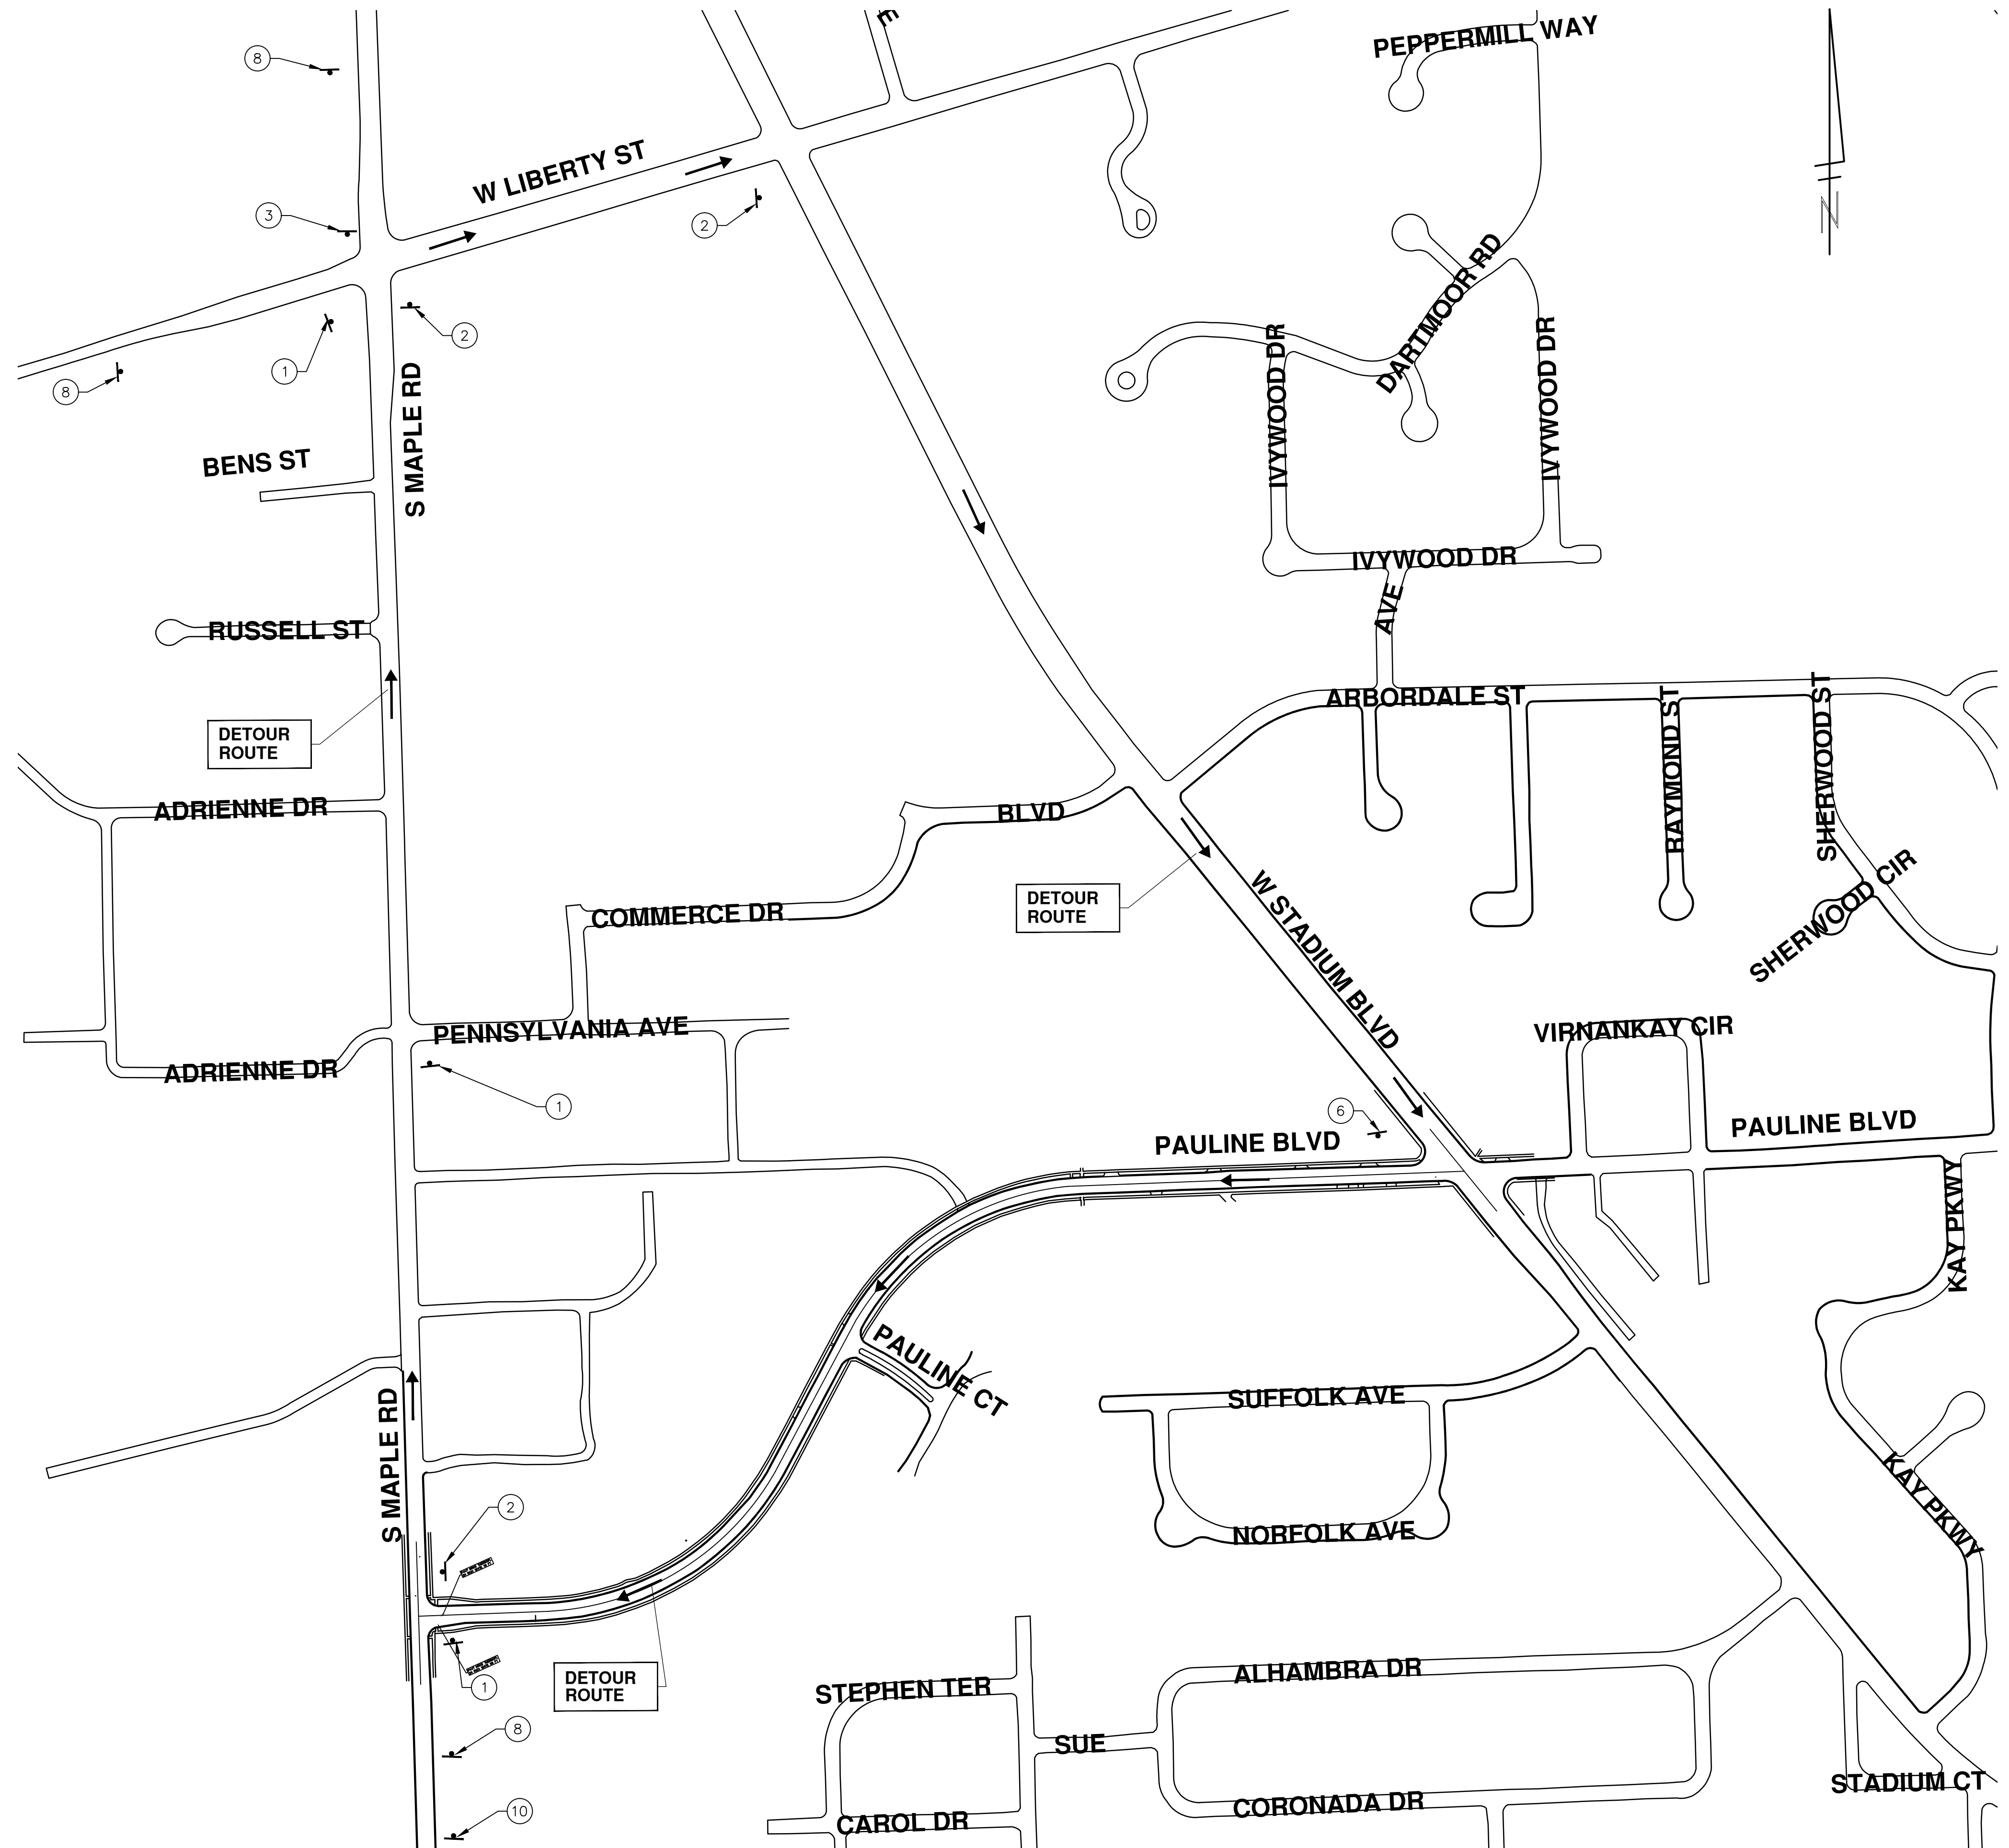 E
PEPPERMILL WAY
8
W LIBERTY ST
3
2
N
DARTMOOR RD
IVYWOOD DR
IVYWOOD DR
2
1
8
S MAPLE RD
BENS ST
IVYWOOD DR
AVE
RUSSELL ST
ARBORDALE ST
RAYMOND ST
SHERWOOD ST
DETOUR
ROUTE
ADRIENNE DR
BLVD
SHERWOOD CIR
DETOUR
ROUTE
W STADIUM BLVD
COMMERCE DR
PENNSYLVANIA AVE
VIRNANKAY CIR
ADRIENNE DR
1
6
PAULINE BLVD
PAULINE BLVD
KAY PKWY
PAULINE CT
SUFFOLK AVE
S MAPLE RD
KAY PKWY
2
NORFOLK AVE
1
DETOUR
ROUTE
STEPHEN TER
ALHAMBRA DR
8
SUE
STADIUM CT
10
CAROL DR
CORONADA DR